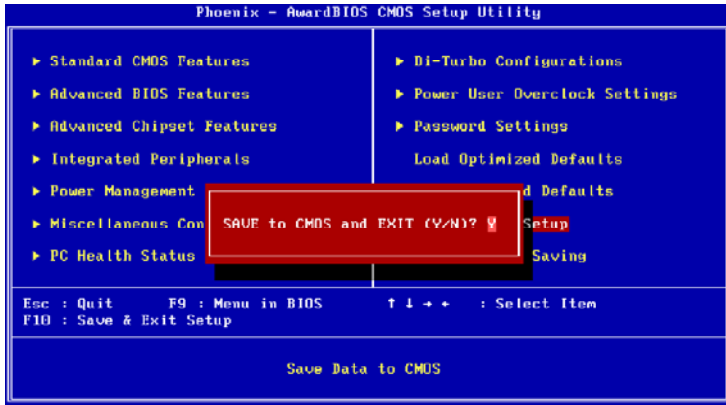 Phoenix - AwardBIOS CMOS Setup Utility
▶ Standard CMOS Features
▶ Advanced BIOS Features
▶ Advanced Chipset Features
▶ Integrated Peripherals
▶ Power Management
▶ Miscellaneous Con
▶ PC Health Status
▶ Di-Turbo Configurations
▶ Power User Overclock Settings
▶ Password Settings
Load Optimized Defaults
d Defaults
Setup
Saving
SAVE to CMOS and EXIT (Y/N)? Y
Esc : Quit F9 : Menu in BIOS ↑ ↓ → ← : Select Item
F10 : Save & Exit Setup
Save Data to CMOS